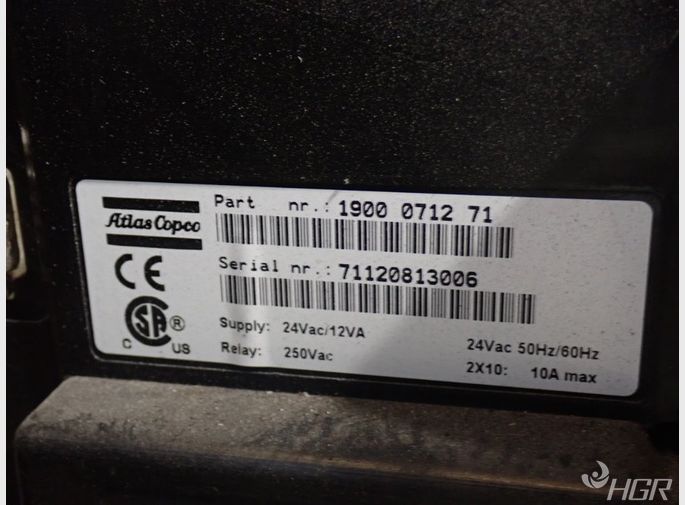 Atlas Copco
Part nr.: 1900 0712 71
Serial nr.: 71120813006
CE
SA ®
C US
Supply: 24Vac/12VA 24Vac 50Hz/60Hz
Relay: 250Vac 2X10: 10A max
HGR